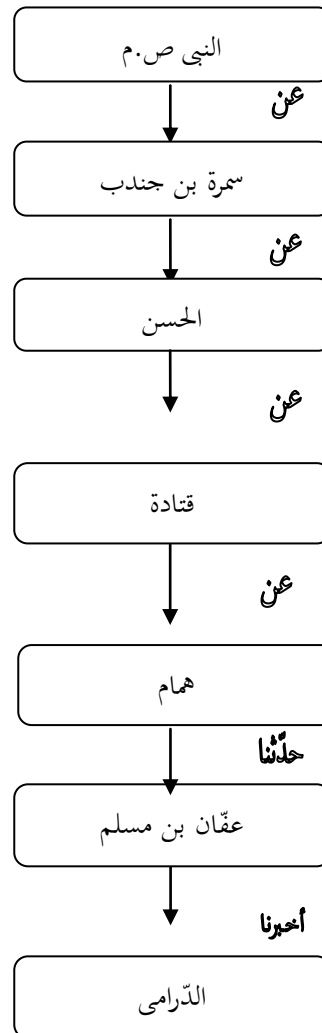 النبى ص.م
عن
سمرة بن جندب
عن
الحسن
عن
قتادة
عن
همام
حدّثنا
عفّان بن مسلم
أخبرنا
الدّرامى